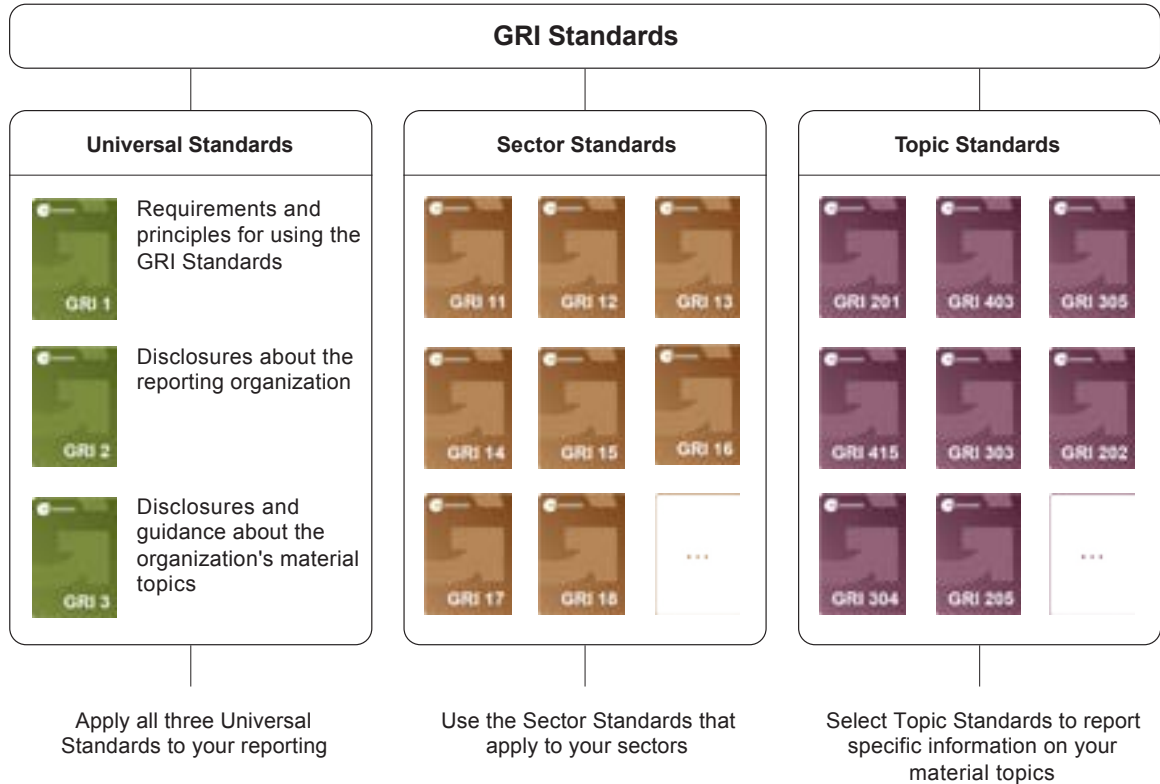 GRI Standards
Universal Standards
GRI 1
Requirements and
principles for using the
GRI Standards
GRI 2
Disclosures about the
reporting organization
GRI 3
Disclosures and
guidance about the
organization's material
topics
Apply all three Universal
Standards to your reporting
Sector Standards
GRI 11
GRI 12
GRI 13
GRI 14
GRI 15
GRI 16
GRI 17
GRI 18
...
Use the Sector Standards that
apply to your sectors
Topic Standards
GRI 201
GRI 403
GRI 305
GRI 415
GRI 303
GRI 202
GRI 304
GRI 205
...
Select Topic Standards to report
specific information on your
material topics